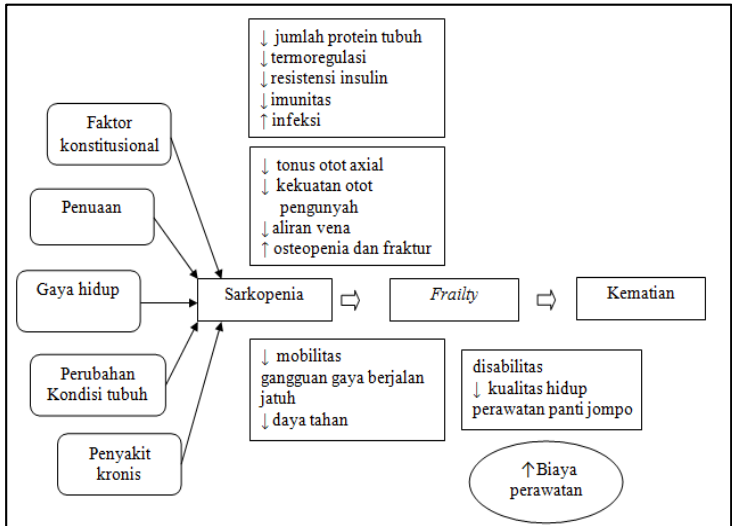 ↓ jumlah protein tubuh
↓termoregulasi
↓resistensi insulin
↓imunitas
↑ infeksi
Faktor
konstitusional
↓ tonus otot axial
↓ kekuatan otot
pengunyah
↓aliran vena
↑ osteopenia dan fraktur
Penuaan
Gaya hidup
Sarkopenia
Frailty
Kematian
Perubahan
Kondisi tubuh
↓ mobilitas
gangguan gaya berjalan
jatuh
↓ daya tahan
disabilitas
↓ kualitas hidup
perawatan panti jompo
Penyakit
kronis
↑Biaya
perawatan